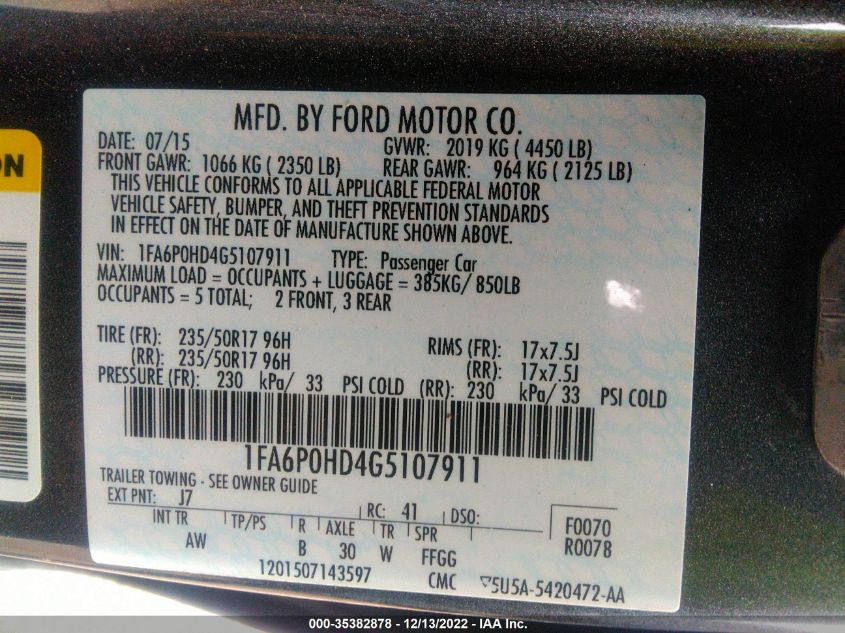 MFD. BY FORD MOTOR CO.
DATE: 07/15 GVWR: 2019 KG ( 4450 LB)
FRONT GAWR: 1066 KG ( 2350 LB) REAR GAWR: 964 KG ( 2125 LB)
THIS VEHICLE CONFORMS TO ALL APPLICABLE FEDERAL MOTOR
VEHICLE SAFETY, BUMPER, AND THEFT PREVENTION STANDARDS
IN EFFECT ON THE DATE OF MANUFACTURE SHOWN ABOVE.
VIN: 1FA6P0HD4G5107911 TYPE: Passenger Car
MAXIMUM LOAD = OCCUPANTS + LUGGAGE = 385KG/ 850LB
OCCUPANTS = 5 TOTAL; 2 FRONT, 3 REAR
TIRE (FR): 235/50R17 96H RIMS (FR): 17x7.5J
(RR): 235/50R17 96H (RR): 17x7.5J
PRESSURE (FR): 230 kPa/ 33 PSI COLD (RR): 230 kPa/ 33 PSI COLD
1FA6P0HD4G5107911
TRAILER TOWING - SEE OWNER GUIDE
EXT PNT: J7 RC: 41 DSO: F0070
INT TR TP/PS R AXLE TR SPR R0078
AW B 30 W FFGG
1201507143597 CMC 5U5A-5420472-AA
ON
000-35382878 - 12/13/2022 - IAA Inc.